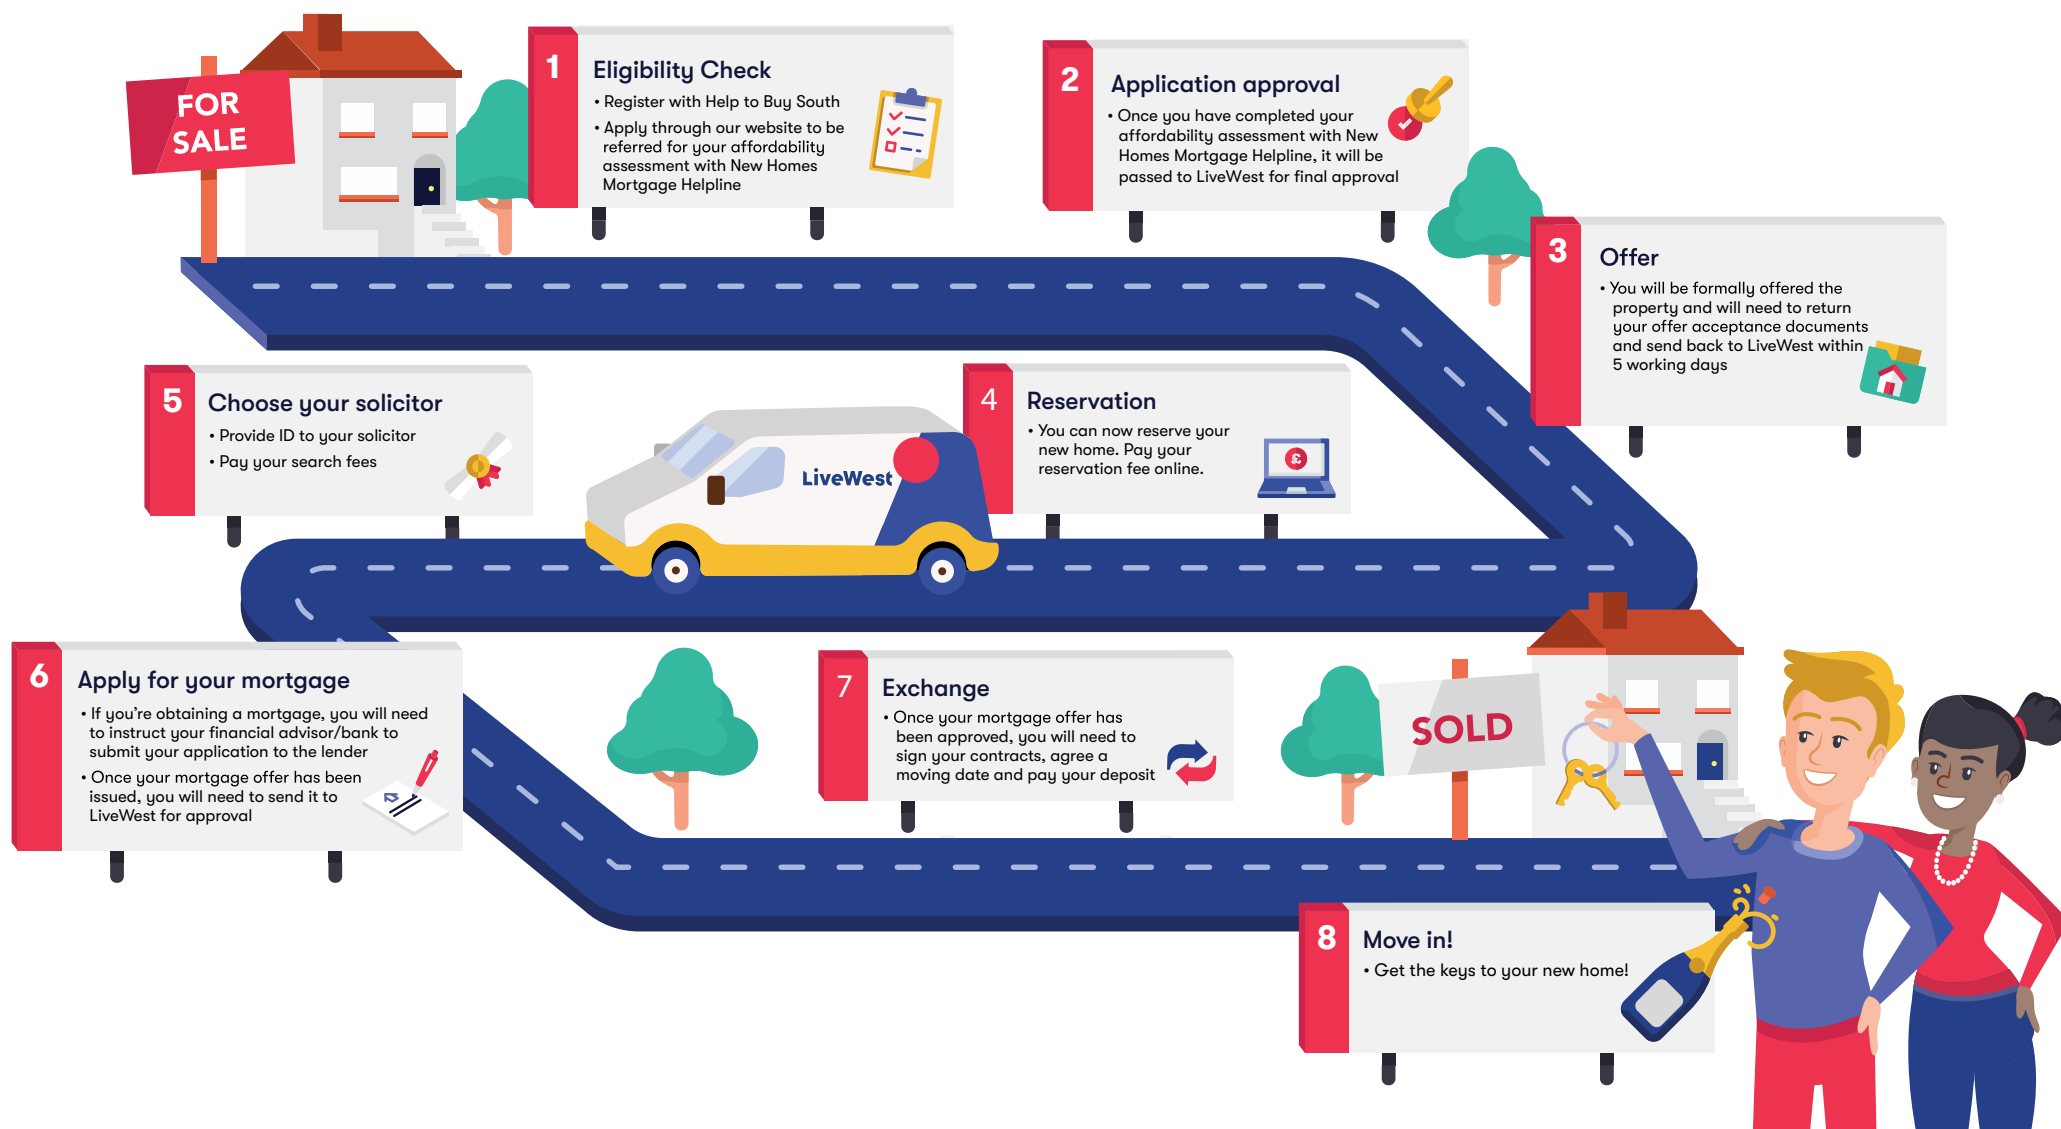 FOR
SALE
1
Eligibility Check
• Register with Help to Buy South
• Apply through our website to be
referred for your affordability
assessment with New Homes
Mortgage Helpline
2
Application approval
• Once you have completed your
affordability assessment with New
Homes Mortgage Helpline, it will be
passed to LiveWest for final approval
3
Offer
• You will be formally offered the
property and will need to return
your offer acceptance documents
and send back to LiveWest within
5 working days
4
Reservation
• You can now reserve your
new home. Pay your
reservation fee online.
£
LiveWest
5
Choose your solicitor
• Provide ID to your solicitor
• Pay your search fees
6
Apply for your mortgage
• If you’re obtaining a mortgage, you will need
to instruct your financial advisor/bank to
submit your application to the lender
• Once your mortgage offer has been
issued, you will need to send it to
LiveWest for approval
7
Exchange
• Once your mortgage offer has
been approved, you will need to
sign your contracts, agree a
moving date and pay your deposit
SOLD
8
Move in!
• Get the keys to your new home!